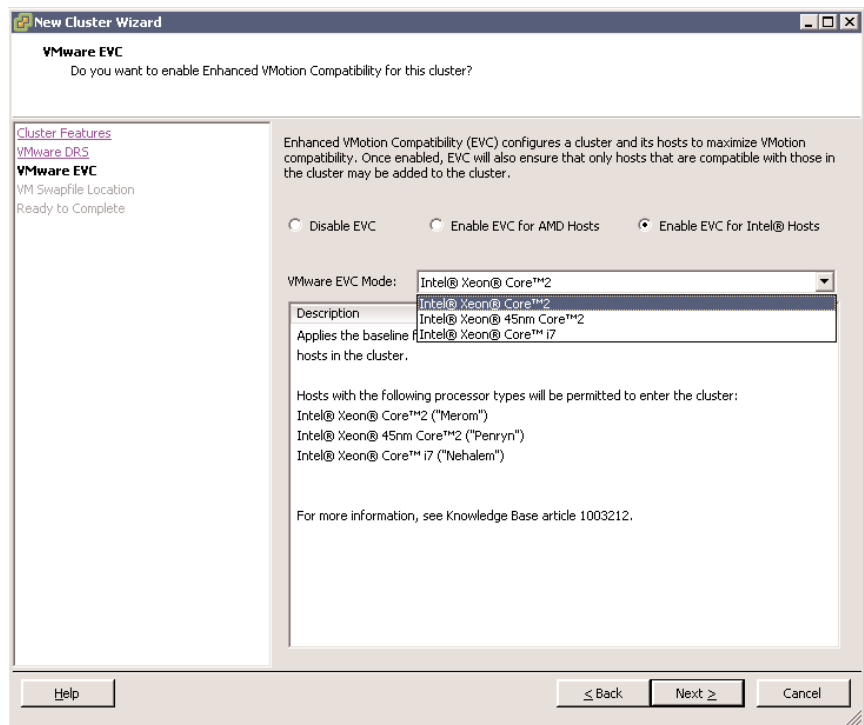 New Cluster Wizard
VMware EVC
Do you want to enable Enhanced VMotion Compatibility for this cluster?
Cluster Features
VMware DRS
VMware EVC
VM Swapfile Location
Ready to Complete
Enhanced VMotion Compatibility (EVC) configures a cluster and its hosts to maximize VMotion
compatibility. Once enabled, EVC will also ensure that only hosts that are compatible with those in
the cluster may be added to the cluster.
Disable EVC
Enable EVC for AMD Hosts
Enable EVC for Intel® Hosts
VMware EVC Mode:
Intel® Xeon® Core™2
Intel® Xeon® Core™2
Intel® Xeon® 45nm Core™2
Intel® Xeon® Core™ i7
Description
Applies the baseline
hosts in the cluster.
Hosts with the following processor types will be permitted to enter the cluster:
Intel® Xeon® Core™2 ("Merom")
Intel® Xeon® 45nm Core™2 ("Penryn")
Intel® Xeon® Core™ i7 ("Nehalem")
For more information, see Knowledge Base article 1003212.
Help
< Back
Next >
Cancel